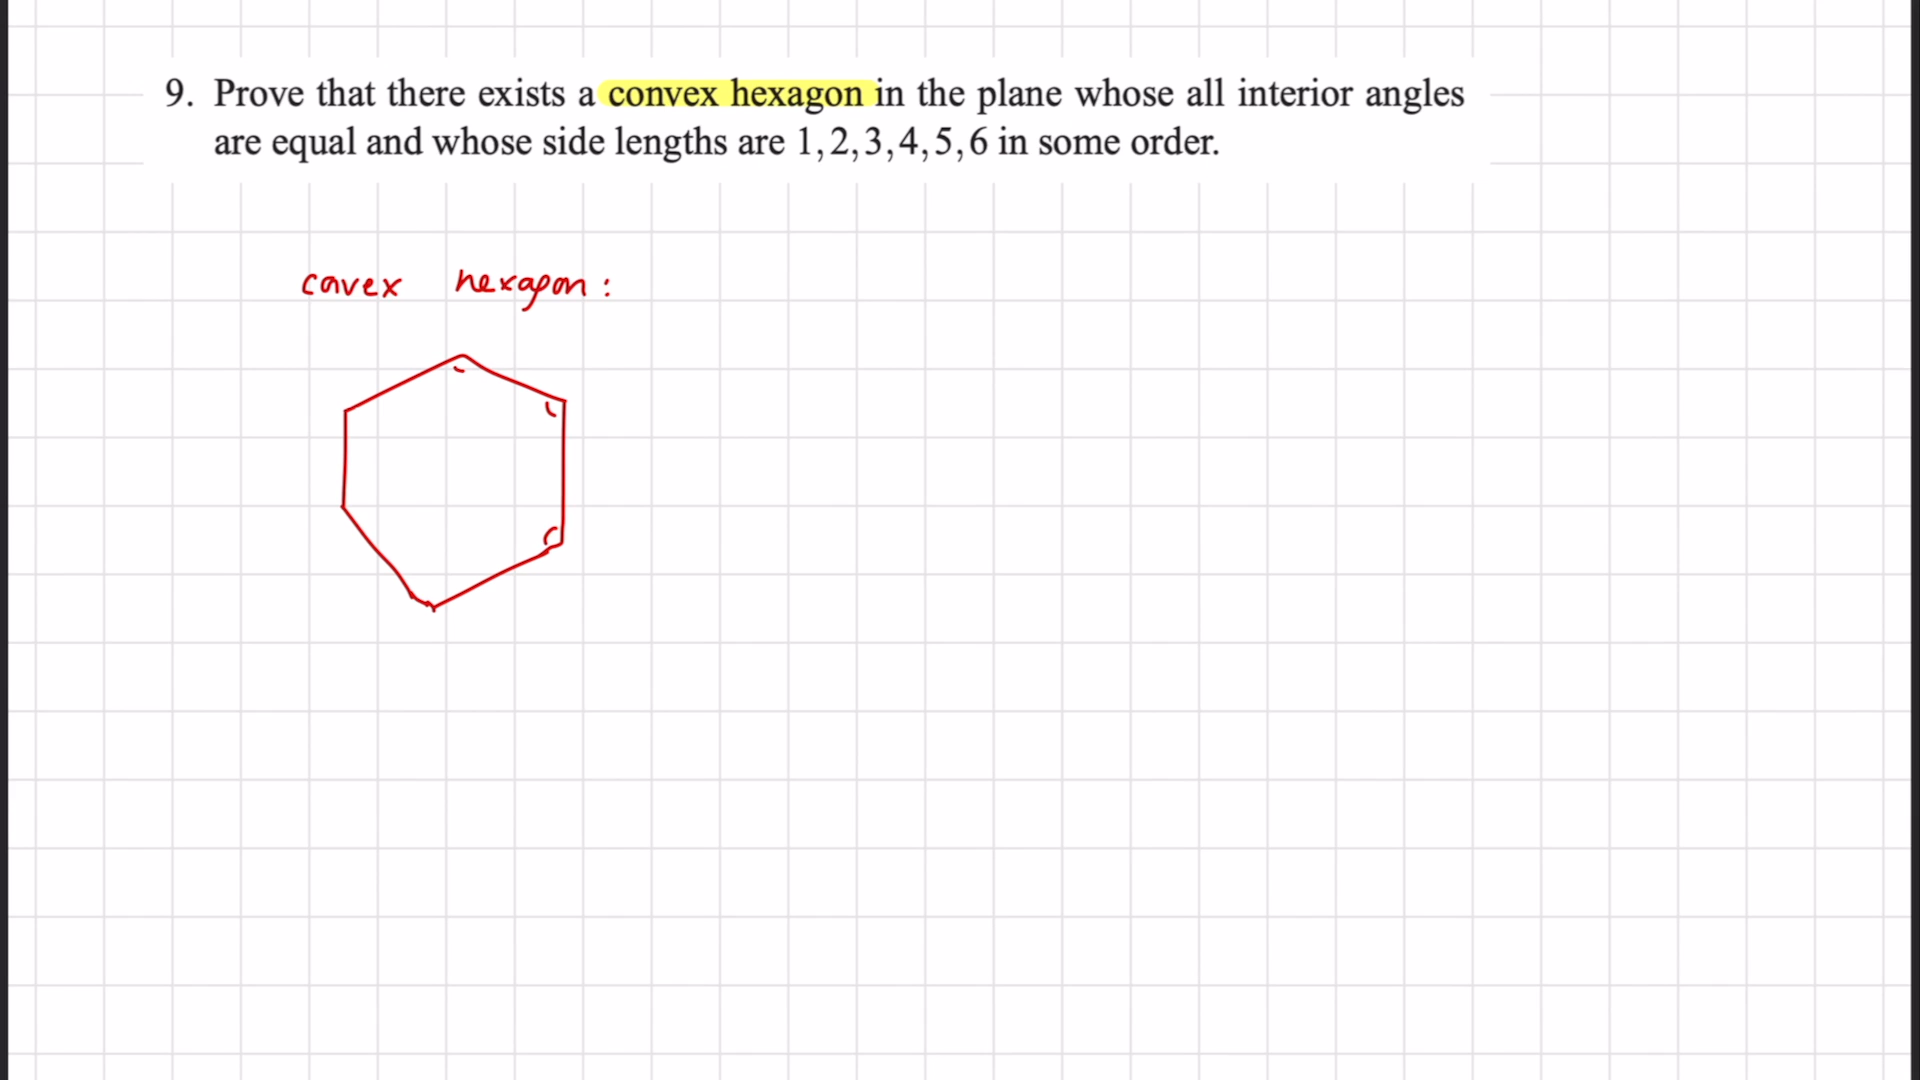 9. Prove that there exists a convex hexagon in the plane whose all interior angles
are equal and whose side lengths are 1,2,3,4,5,6 in some order.
convex hexagon: